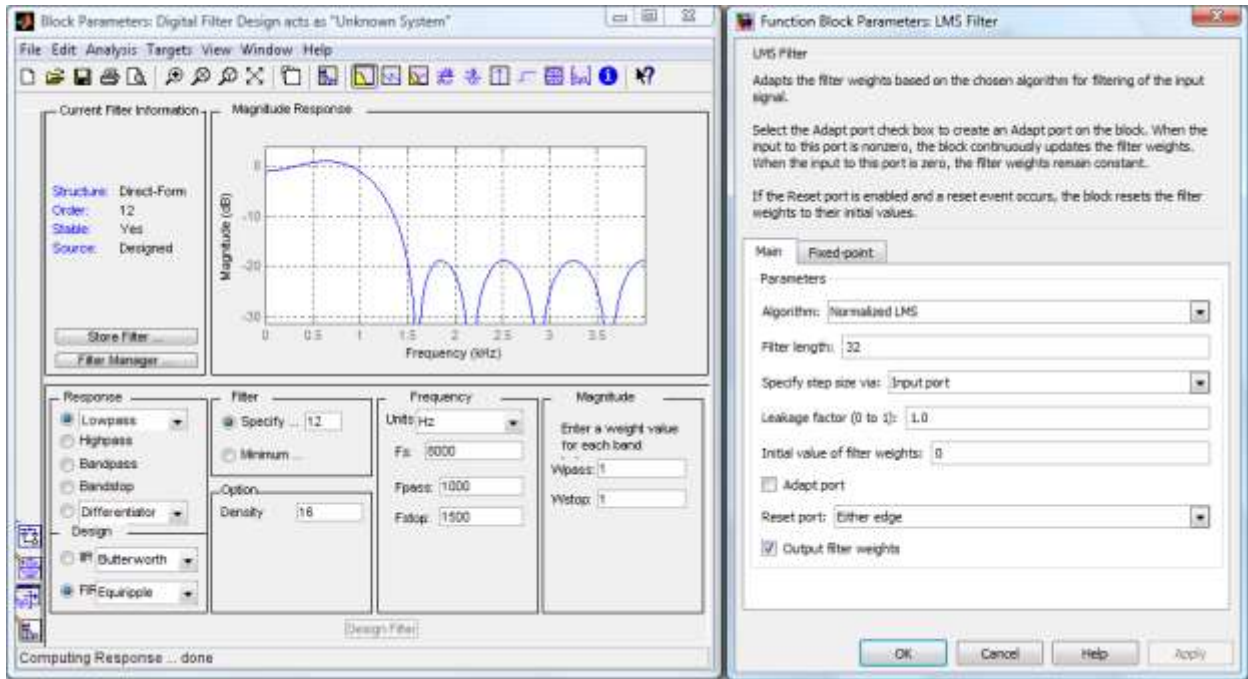 Block Parameters: Digital Filter Design acts as "Unknown System"
File Edit Analysis Targets View Window Help
Current Filter Information
Structure: Direct-Form
Order: 12
Stable: Yes
Source: Designed
Store Filter ...
Filter Manager ...
Magnitude Response
Magnitude (dB)
0
-10
-20
-30
0 0.5 1 1.5 2 2.5 3 3.5
Frequency (kHz)
Response
Lowpass
Highpass
Bandpass
Bandstop
Differentiator
Design
IIR Butterworth
FIR Equiripple
Filter
Specify ... 12
Minimum ...
Option
Density 16
Frequency
Units Hz
Fs: 8000
Fpass: 1000
Fstop: 1500
Magnitude
Enter a weight value
for each band
Wpass: 1
Wstop: 1
Design Filter
Computing Response ... done
Function Block Parameters: LMS Filter
LMS Filter
Adapts the filter weights based on the chosen algorithm for filtering of the input
signal.
Select the Adapt port check box to create an Adapt port on the block. When the
input to this port is nonzero, the block continuously updates the filter weights.
When the input to this port is zero, the filter weights remain constant.
If the Reset port is enabled and a reset event occurs, the block resets the filter
weights to their initial values.
Main Fixed-point
Parameters
Algorithm: Normalized LMS
Filter length: 32
Specify step size via: Input port
Leakage factor (0 to 1): 1.0
Initial value of filter weights: 0
Adapt port
Reset port: Either edge
Output filter weights
OK Cancel Help Apply